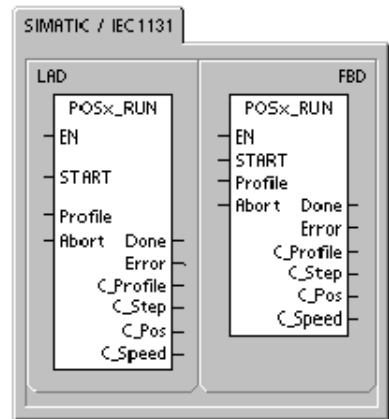 SIMATIC / IEC 1131
LAD
POSx_RUN
EN
START
Profile
Abort Done
Error
C_Profile
C_Step
C_Pos
C_Speed
FBD
POSx_RUN
EN
START
Profile
Abort Done
Error
C_Profile
C_Step
C_Pos
C_Speed